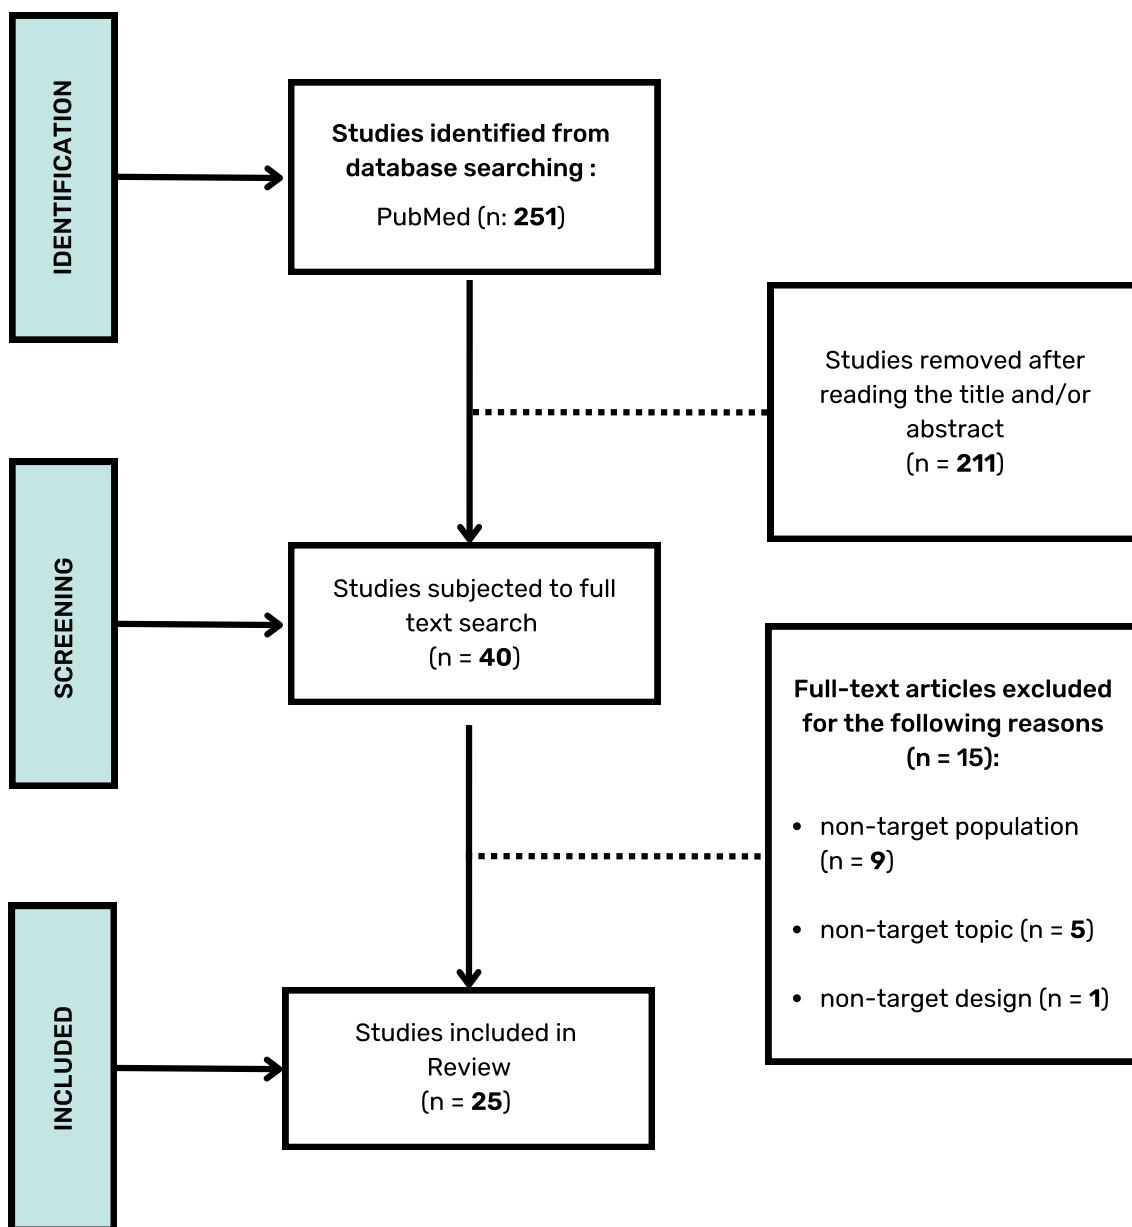 IDENTIFICATION
Studies identified from
database searching :
PubMed (n: 251)
Studies removed after
reading the title and/or
abstract
(n = 211)
SCREENING
Studies subjected to full
text search
(n = 40)
Full-text articles excluded
for the following reasons
(n = 15):
• non-target population
(n = 9)
• non-target topic (n = 5)
• non-target design (n = 1)
INCLUDED
Studies included in
Review
(n = 25)